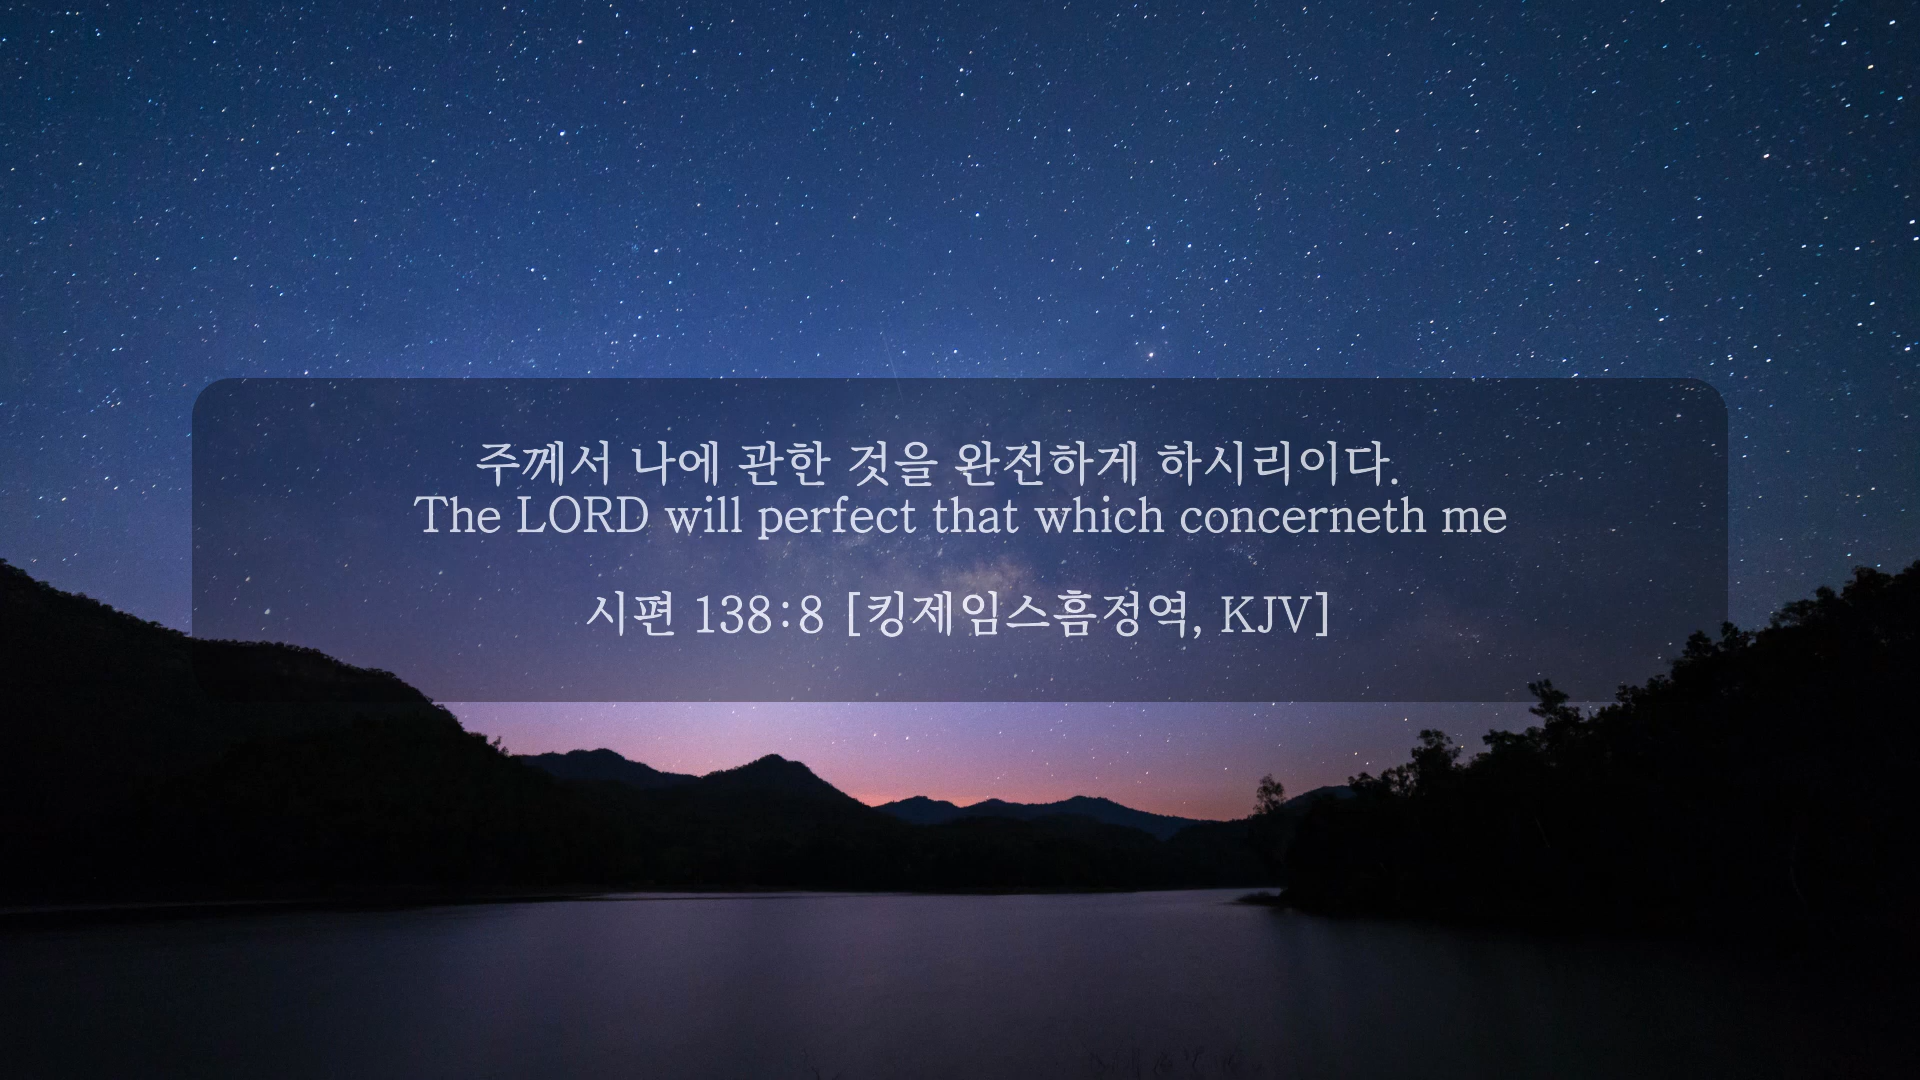 주께서 나에 관한 것을 완전하게 하시리이다.
The LORD will perfect that which concerneth me
시편 138:8 [킹제임스흠정역, KJV]